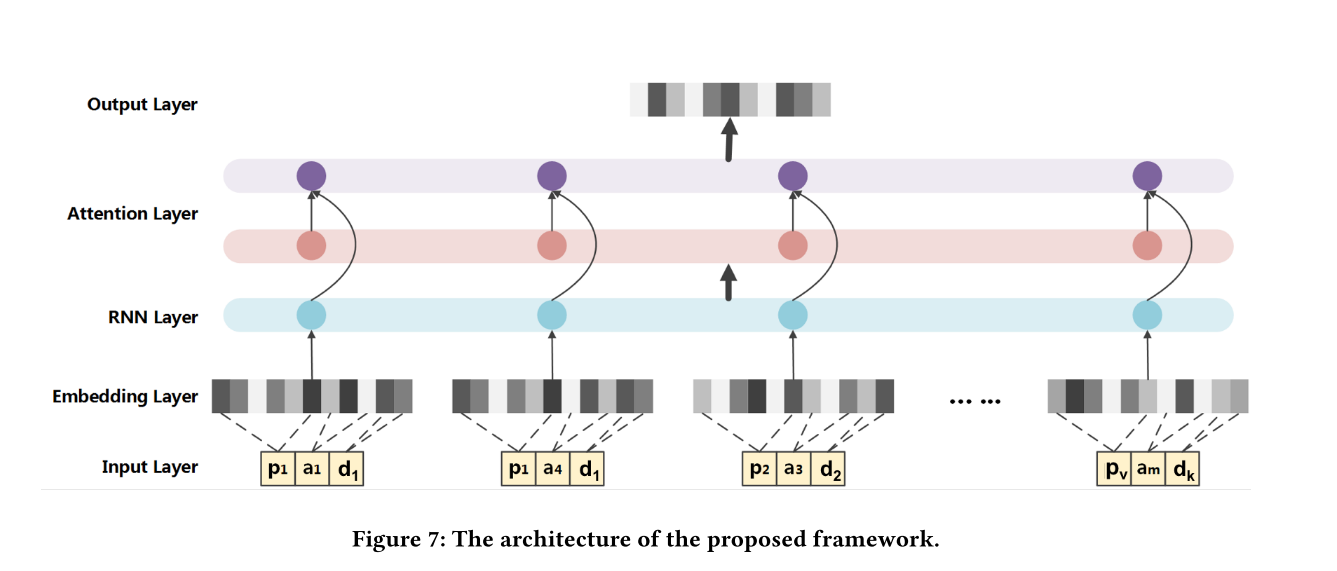 Output Layer
Attention Layer
RNN Layer
Embedding Layer
... ...
Input Layer
p1 a1 d1
p1 a4 d1
p2 a3 d2
pv am dk
Figure 7: The architecture of the proposed framework.